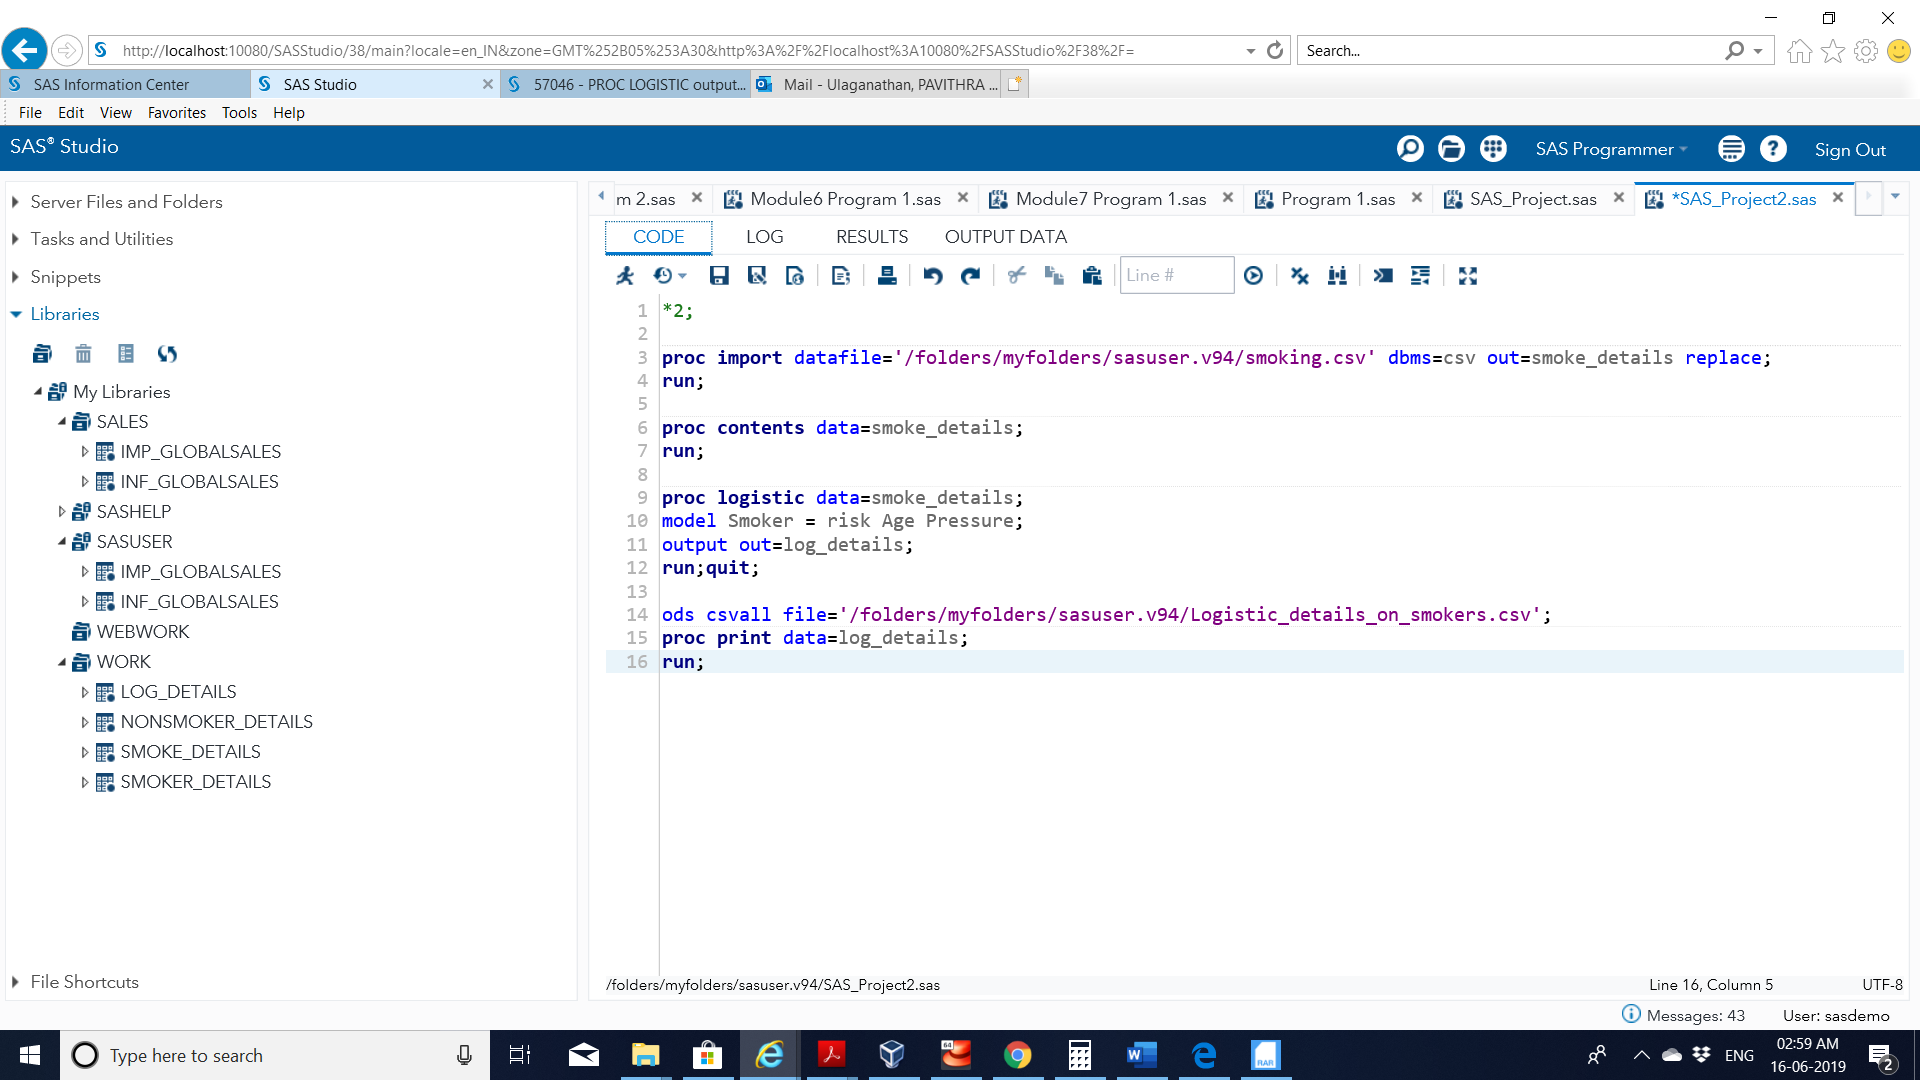 http://localhost:10080/SASStudio/38/main?locale=en_IN&zone=GMT%252B05%253A30&http%3A%2F%2Flocalhost%3A10080%2FSASStudio%2F38%2F=
Search...
SAS Information Center
SAS Studio
57046 - PROC LOGISTIC output...
Mail - Ulaganathan, PAVITHRA ...
File Edit View Favorites Tools Help
SAS® Studio
SAS Programmer
Sign Out
Server Files and Folders
Tasks and Utilities
Snippets
Libraries
My Libraries
SALES
IMP_GLOBALSALES
INF_GLOBALSALES
SASHELP
SASUSER
IMP_GLOBALSALES
INF_GLOBALSALES
WEBWORK
WORK
LOG_DETAILS
NONSMOKER_DETAILS
SMOKE_DETAILS
SMOKER_DETAILS
File Shortcuts
m 2.sas
Module6 Program 1.sas
Module7 Program 1.sas
Program 1.sas
SAS_Project.sas
*SAS_Project2.sas
CODE LOG RESULTS OUTPUT DATA
Line #
1 *2;
2
3 proc import datafile='/folders/myfolders/sasuser.v94/smoking.csv' dbms=csv out=smoke_details replace;
4 run;
5
6 proc contents data=smoke_details;
7 run;
8
9 proc logistic data=smoke_details;
10 model Smoker = risk Age Pressure;
11 output out=log_details;
12 run;quit;
13
14 ods csvall file='/folders/myfolders/sasuser.v94/Logistic_details_on_smokers.csv';
15 proc print data=log_details;
16 run;
/folders/myfolders/sasuser.v94/SAS_Project2.sas
Line 16, Column 5
UTF-8
Messages: 43
User: sasdemo
Type here to search
64
RAR
ENG
02:59 AM
16-06-2019
2